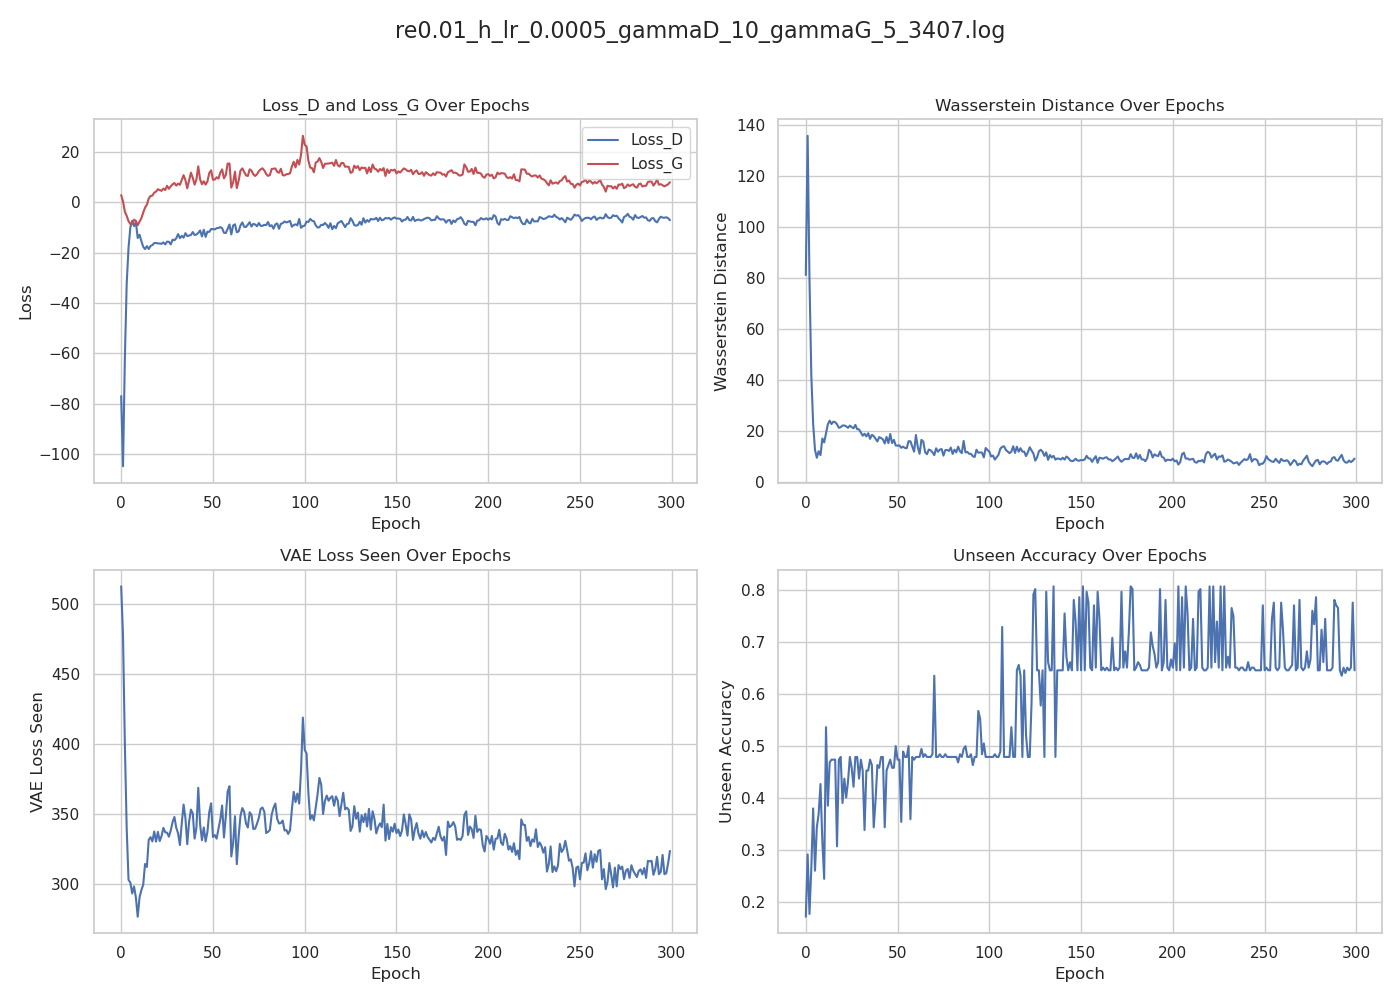 re0.01_h_lr_0.0005_gammaD_10_gammaG_5_3407.log
Loss_D and Loss_G Over Epochs
Loss
20
0
−20
−40
−60
−80
−100
Loss_D
Loss_G
0 50 100 150 200 250 300
Epoch
Wasserstein Distance Over Epochs
Wasserstein Distance
140
120
100
80
60
40
20
0
0 50 100 150 200 250 300
Epoch
VAE Loss Seen Over Epochs
VAE Loss Seen
500
450
400
350
300
0 50 100 150 200 250 300
Epoch
Unseen Accuracy Over Epochs
Unseen Accuracy
0.8
0.7
0.6
0.5
0.4
0.3
0.2
0 50 100 150 200 250 300
Epoch